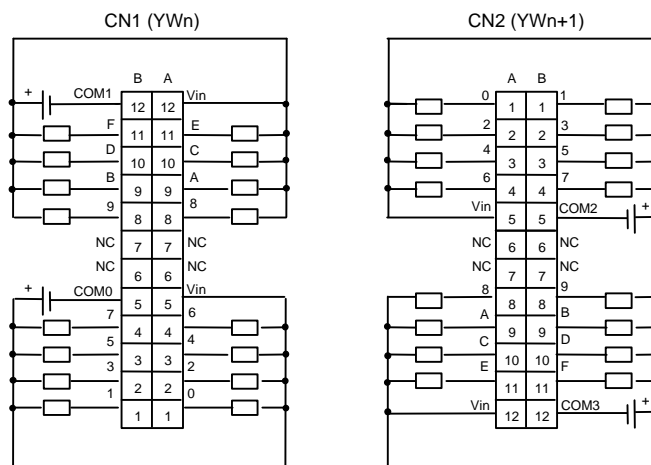 CN1 (YWn)
B A
+ COM1 12 12 Vin
F 11 11 E
D 10 10 C
B 9 9 A
9 8 8 8
NC 7 7 NC
NC 6 6 NC
+ COM0 5 5 Vin
7 4 4 6
5 3 3 4
3 2 2 2
1 1 1 0
CN2 (YWn+1)
A B
0 1 1 1
2 2 2 3
4 3 3 5
6 4 4 7
Vin 5 5 COM2 +
NC 6 6 NC
NC 7 7 NC
8 8 8 9
A 9 9 B
C 10 10 D
E 11 11 F
Vin 12 12 COM3 +